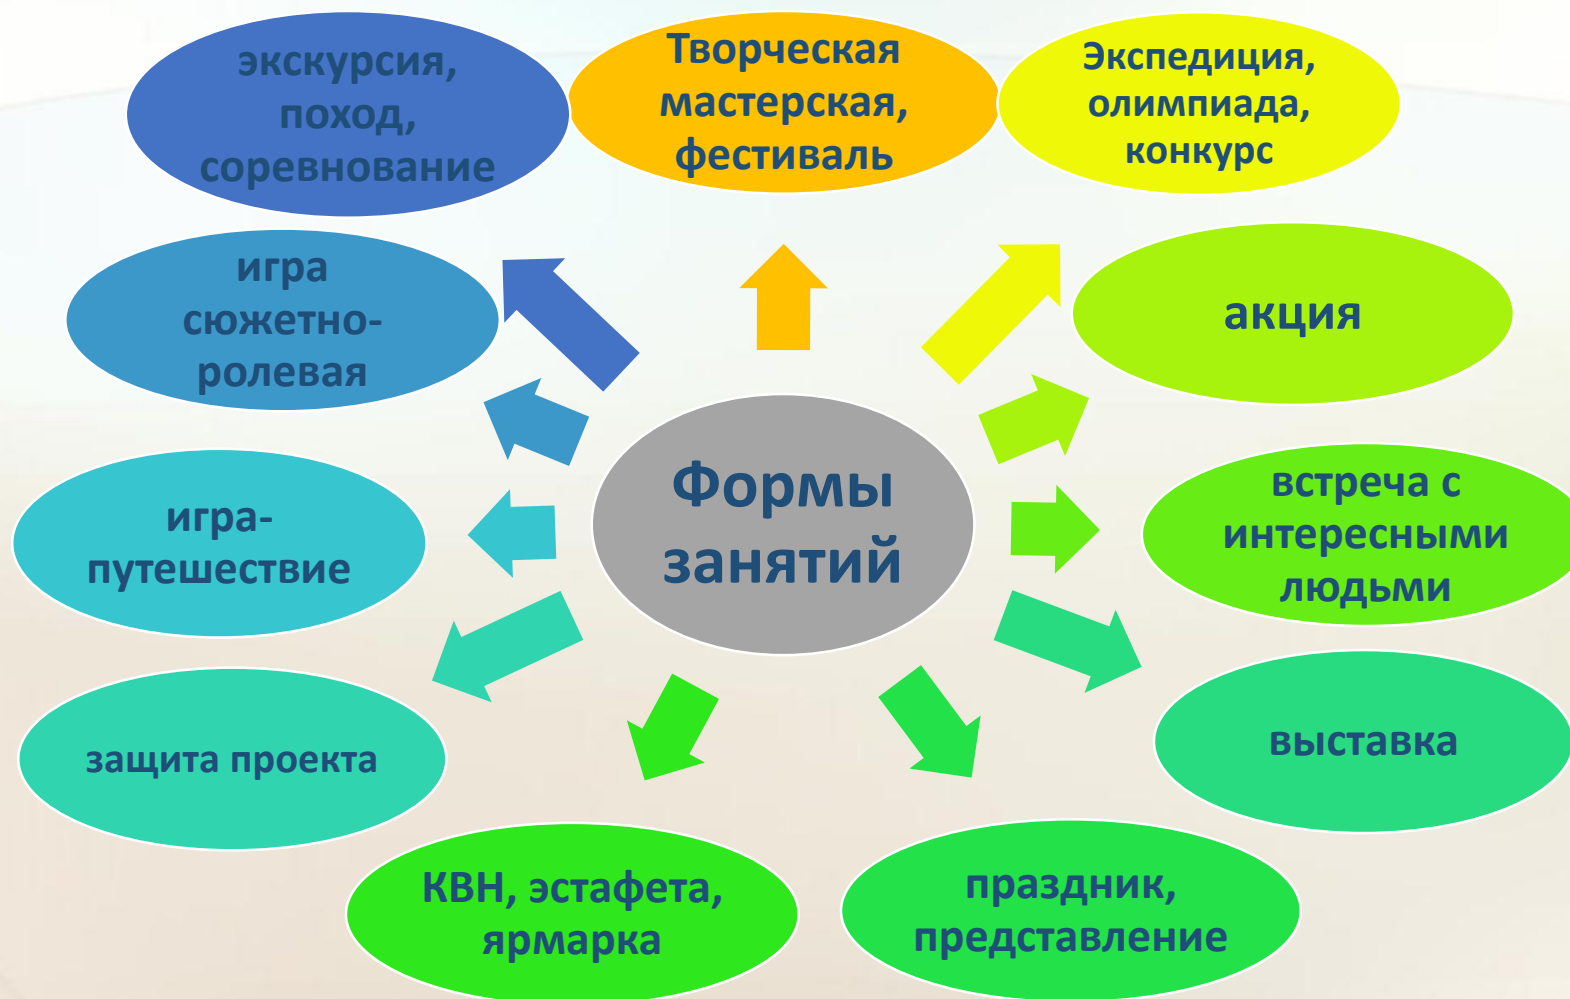 экскурсия,
поход,
соревнование
Творческая
мастерская,
фестиваль
Экспедиция,
олимпиада,
конкурс
игра
сюжетно-
ролевая
акция
Формы
занятий
игра-
путешествие
встреча с
интересными
людьми
защита проекта
выставка
КВН, эстафета,
ярмарка
праздник,
представление